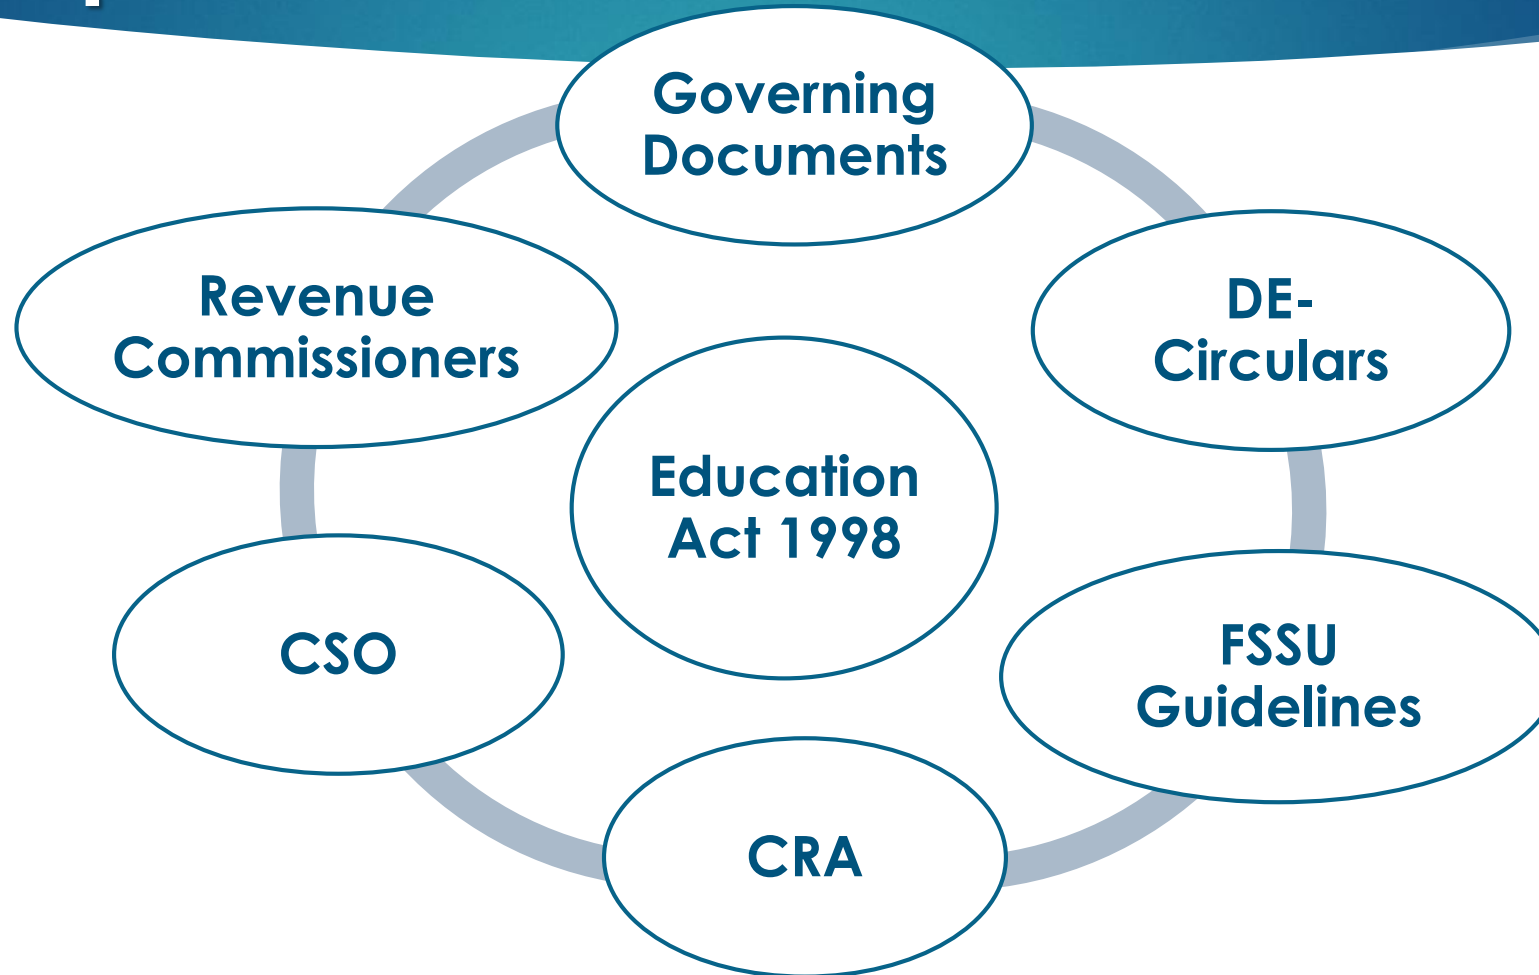 Governing
Documents
DE-
Circulars
FSSU
Guidelines
CRA
CSO
Revenue
Commissioners
Education
Act 1998